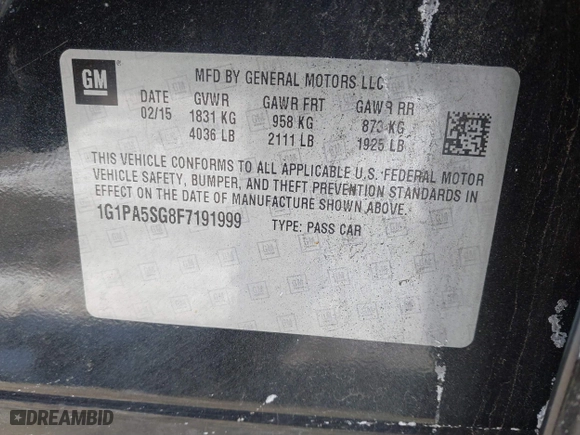 GM
MFD BY GENERAL MOTORS LLC
DATE GVWR GAWR FRT GAWR RR
02/15 1831 KG 958 KG 873 KG
4036 LB 2111 LB 1925 LB
THIS VEHICLE CONFORMS TO ALL APPLICABLE U.S. FEDERAL MOTOR
VEHICLE SAFETY, BUMPER, AND THEFT PREVENTION STANDARDS IN
EFFECT ON THE DATE OF MANUFACTURE SHOWN ABOVE.
1G1PA5SG8F7191999 TYPE: PASS CAR
DREAMBID